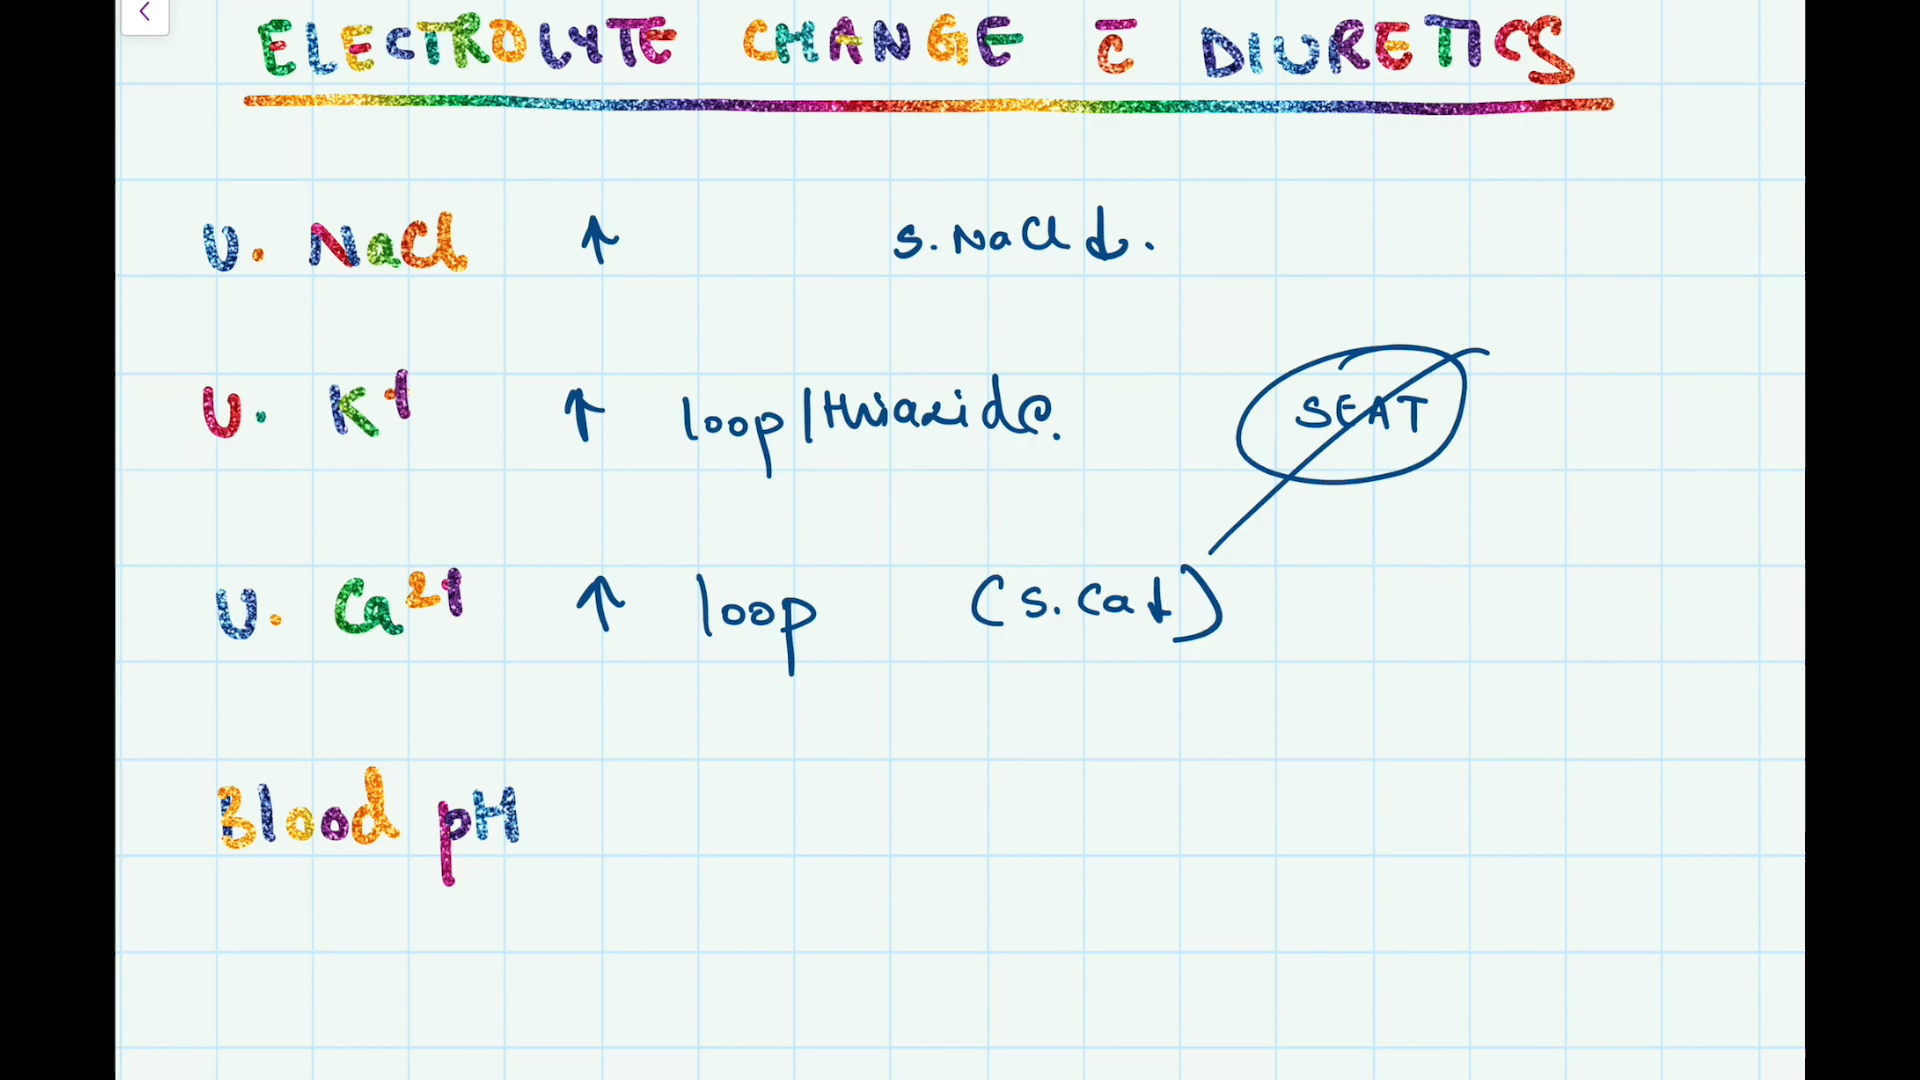 ELECTROLYTE CHANGE c̄ DIURETICS
U. NaCl ↑ S. NaCl ↓.
U. K+ ↑ loop/thiazide. SEAT
U. Ca2+ ↑ loop (S. Ca ↓)
Blood pH